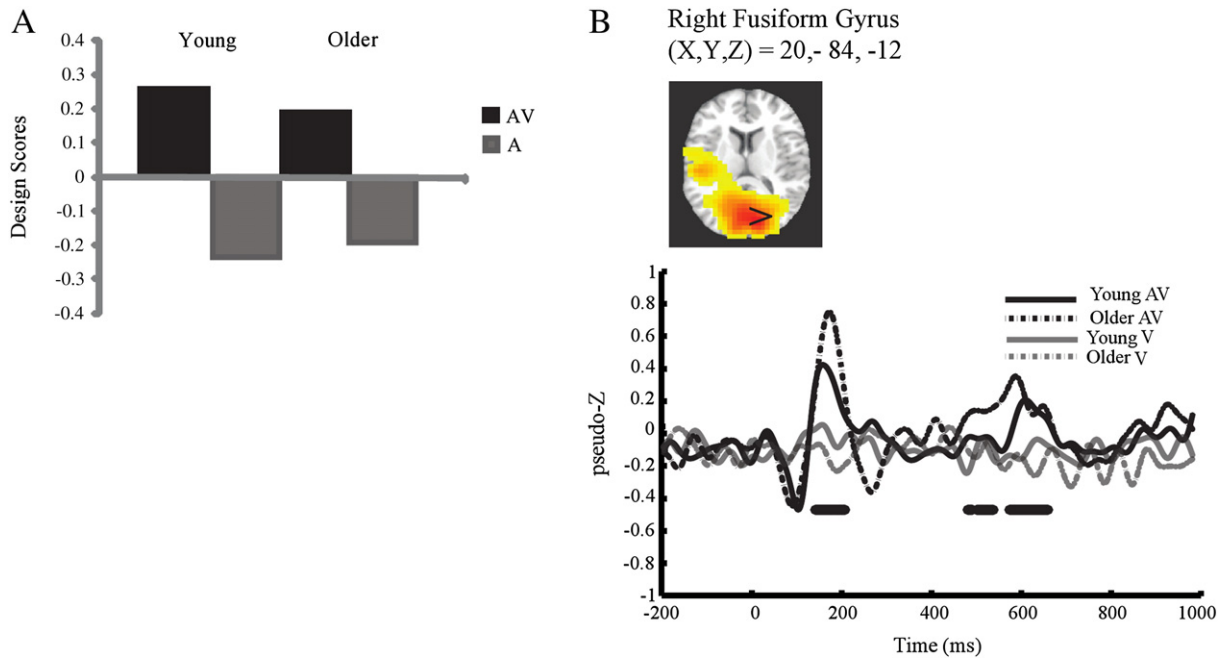 A
0.4
0.3
0.2
0.1
0
-0.1
-0.2
-0.3
-0.4
Design Scores
Young Older
AV
A
B
Right Fusiform Gyrus
(X,Y,Z) = 20,- 84, -12
>
1
0.8
0.6
0.4
0.2
0
-0.2
-0.4
-0.6
-0.8
-1
pseudo-Z
Young AV
Older AV
Young V
Older V
-200 0 200 400 600 800 1000
Time (ms)